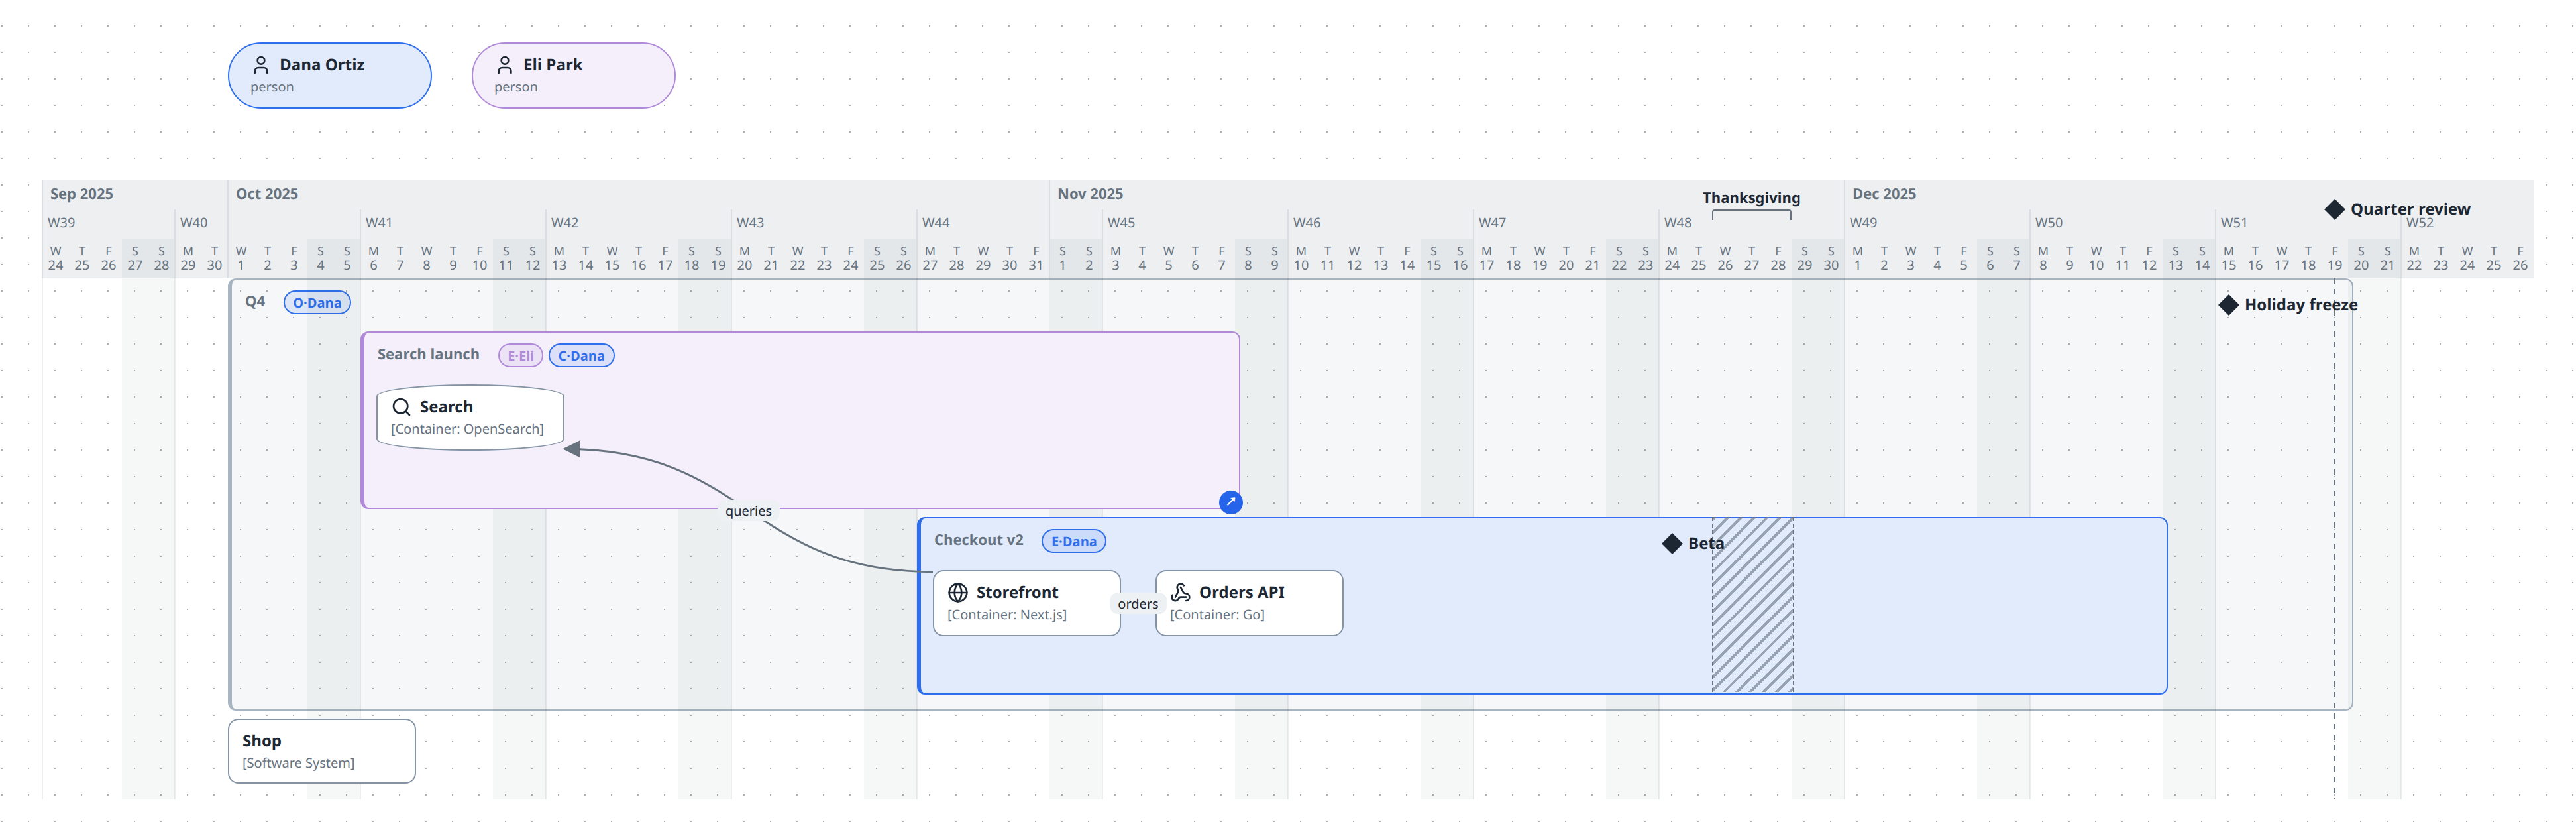 Dana Ortiz
person
Eli Park
person
Sep 2025 Oct 2025 Nov 2025 Dec 2025
Thanksgiving
Quarter review
W39 W40 W41 W42 W43 W44 W45 W46 W47 W48 W49 W50 W51 W52
W T F S S M T W T F S S M T W T F S S M T W T F S S M T W T F S S M T W T F S S M T W T F S S M T W T F S S M T W T F S S M T W T F S S M T W T F S S M T W T F S S M T W T F S S M T W T F
24 25 26 27 28 29 30 1 2 3 4 5 6 7 8 9 10 11 12 13 14 15 16 17 18 19 20 21 22 23 24 25 26 27 28 29 30 31 1 2 3 4 5 6 7 8 9 10 11 12 13 14 15 16 17 18 19 20 21 22 23 24 25 26 27 28 29 30 1 2 3 4 5 6 7 8 9 10 11 12 13 14 15 16 17 18 19 20 21 22 23 24 25 26
Q4 O·Dana
Holiday freeze
Search launch E·Eli C·Dana
Search
[Container: OpenSearch]
queries
Checkout v2 E·Dana
Beta
Storefront
[Container: Next.js]
orders
Orders API
[Container: Go]
Shop
[Software System]